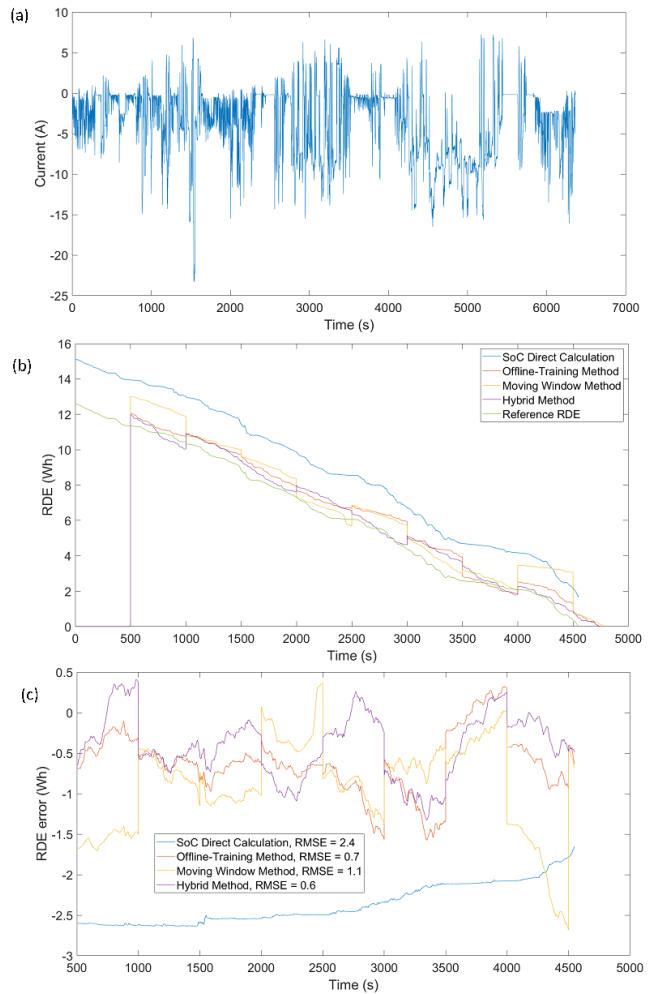 (a)
10
5
0
-5
-10
-15
-20
-25
Current (A)
0 1000 2000 3000 4000 5000 6000 7000
Time (s)
(b)
16
14
12
10
8
6
4
2
0
RDE (Wh)
SoC Direct Calculation
Offline-Training Method
Moving Window Method
Hybrid Method
Reference RDE
0 500 1000 1500 2000 2500 3000 3500 4000 4500 5000
Time (s)
(c)
0.5
0
-0.5
-1
-1.5
-2
-2.5
-3
RDE error (Wh)
SoC Direct Calculation, RMSE = 2.4
Offline-Training Method, RMSE = 0.7
Moving Window Method, RMSE = 1.1
Hybrid Method, RMSE = 0.6
500 1000 1500 2000 2500 3000 3500 4000 4500 5000
Time (s)